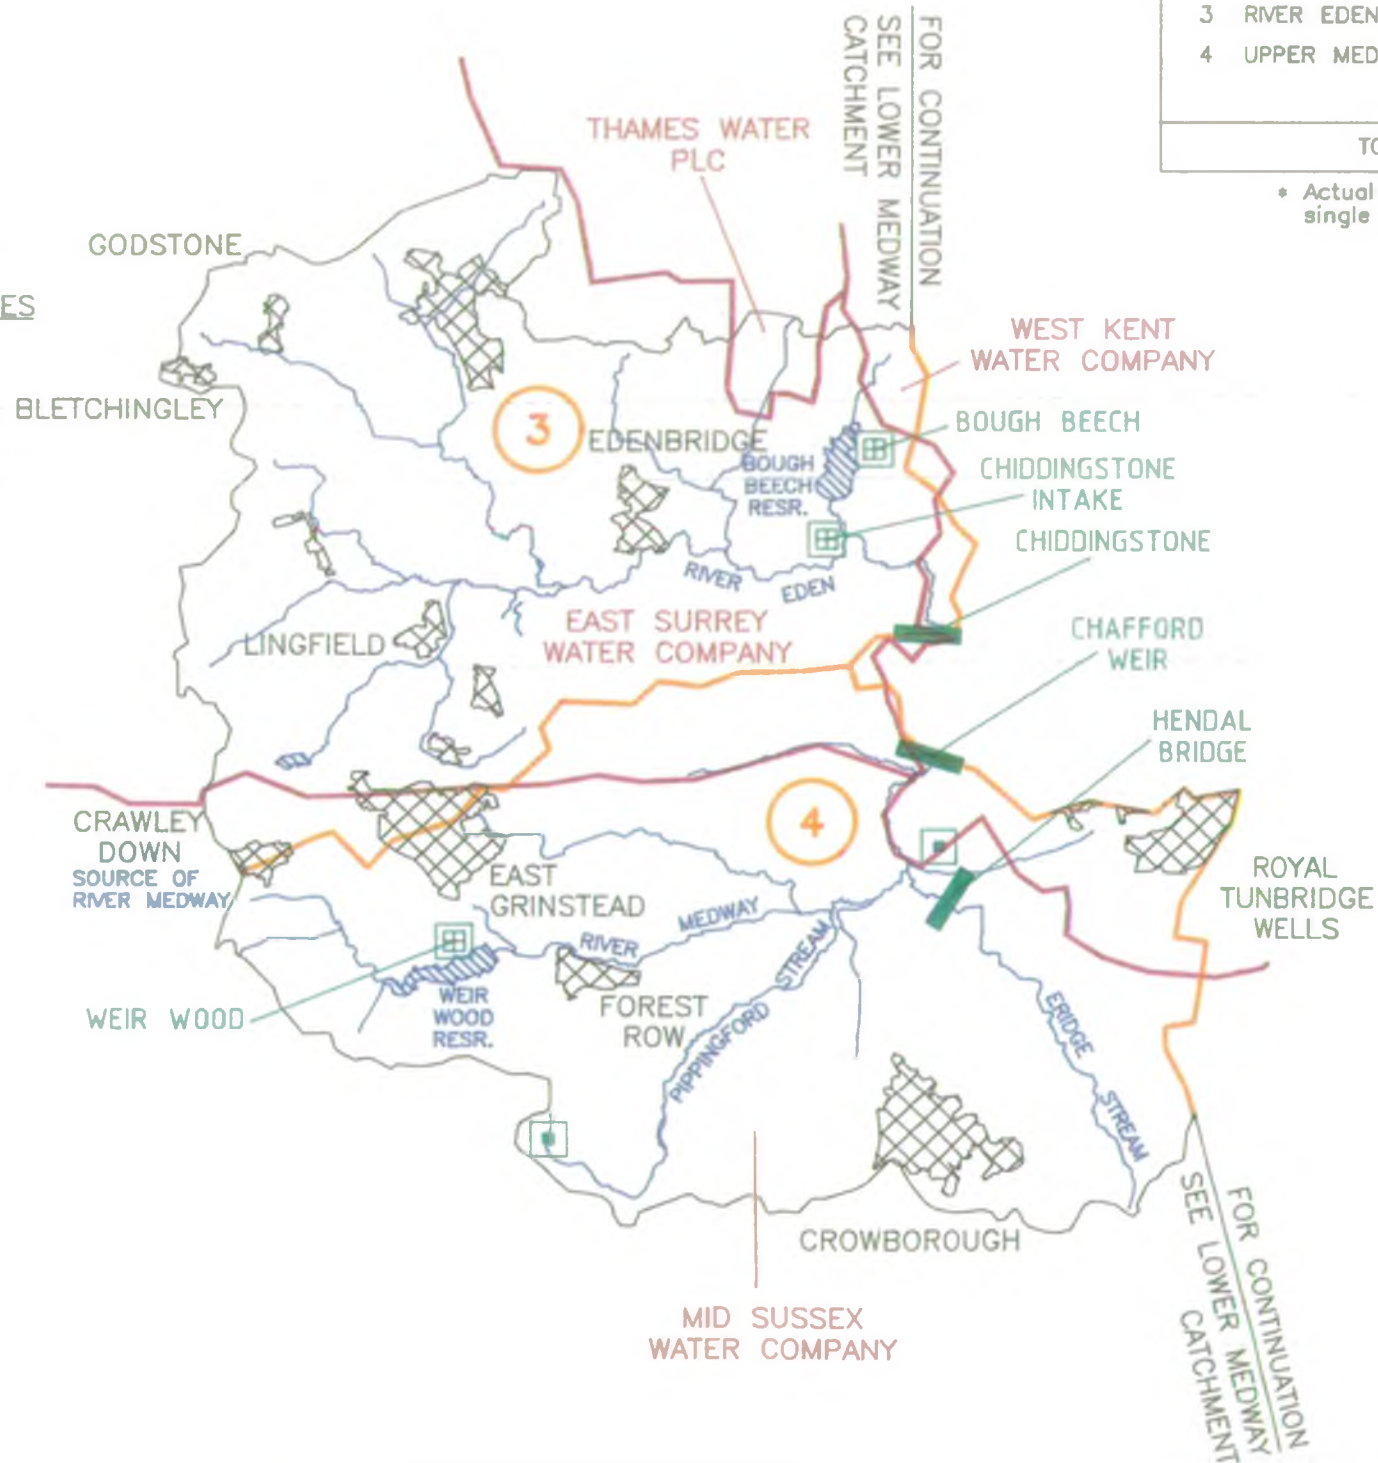 3 RIVER EDEN
4 UPPER MED
TO
* Actual
single
FOR CONTINUATION
SEE LOWER MEDWAY
CATCHMENT
THAMES WATER
PLC
GODSTONE
ES
WEST KENT
WATER COMPANY
BLETCHINGLEY
3
EDENBRIDGE
BOUGH BEECH
BOUGH
BEECH
RESR.
CHIDDINGSTONE
INTAKE
CHIDDINGSTONE
RIVER EDEN
EAST SURREY
WATER COMPANY
LINGFIELD
CHAFFORD
WEIR
HENDAL
BRIDGE
4
CRAWLEY
DOWN
SOURCE OF
RIVER MEDWAY
EAST
GRINSTEAD
ROYAL
TUNBRIDGE
WELLS
RIVER MEDWAY
WEIR WOOD
WEIR
WOOD
RESR.
FOREST
ROW
PIPPINGFORD STREAM
ERIDGE STREAM
CROWBOROUGH
MID SUSSEX
WATER COMPANY
FOR CONTINUATION
SEE LOWER MEDWAY
CATCHMENT